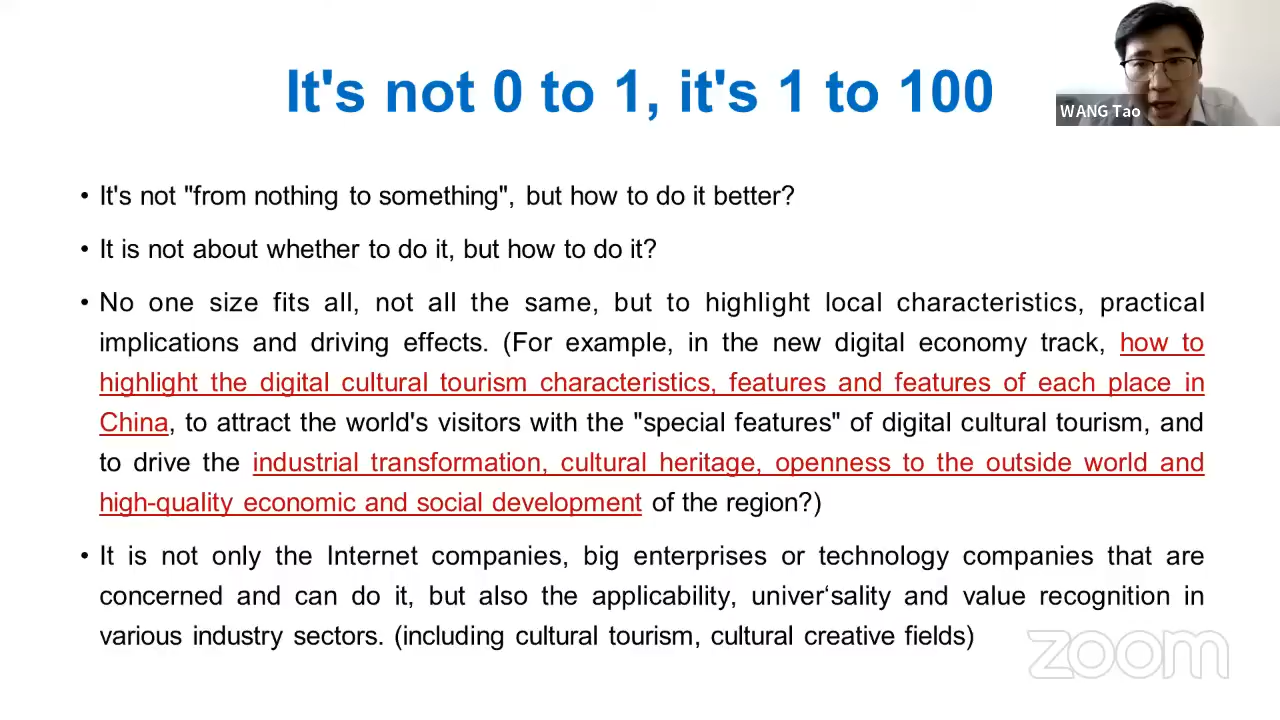 It's not 0 to 1, it's 1 to 100
WANG Tao
• It's not "from nothing to something", but how to do it better?
• It is not about whether to do it, but how to do it?
• No one size fits all, not all the same, but to highlight local characteristics, practical
implications and driving effects. (For example, in the new digital economy track, how to
highlight the digital cultural tourism characteristics, features and features of each place in
China, to attract the world's visitors with the "special features" of digital cultural tourism, and
to drive the industrial transformation, cultural heritage, openness to the outside world and
high-quality economic and social development of the region?)
• It is not only the Internet companies, big enterprises or technology companies that are
concerned and can do it, but also the applicability, univer‘sality and value recognition in
various industry sectors. (including cultural tourism, cultural creative fields)
zoom